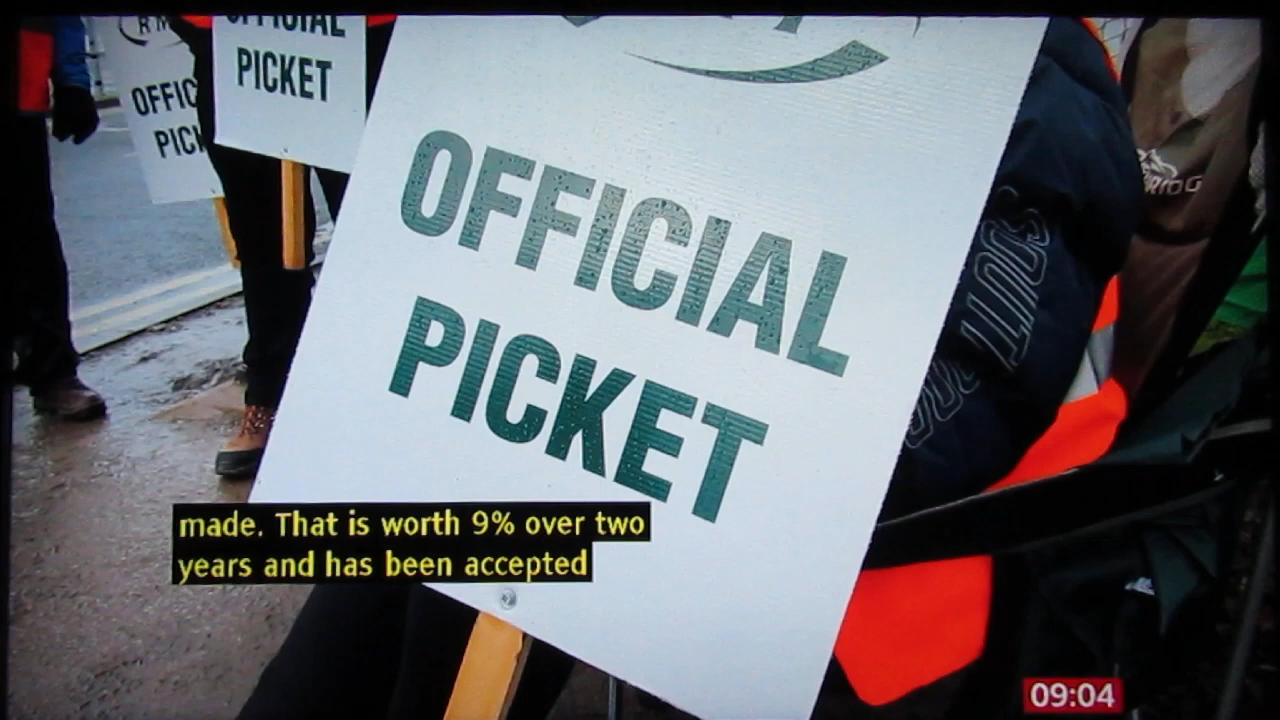 RM
OFFIC
PICK
OFFICIAL
PICKET
OFFICIAL
PICKET
made. That is worth 9% over two
years and has been accepted
09:04